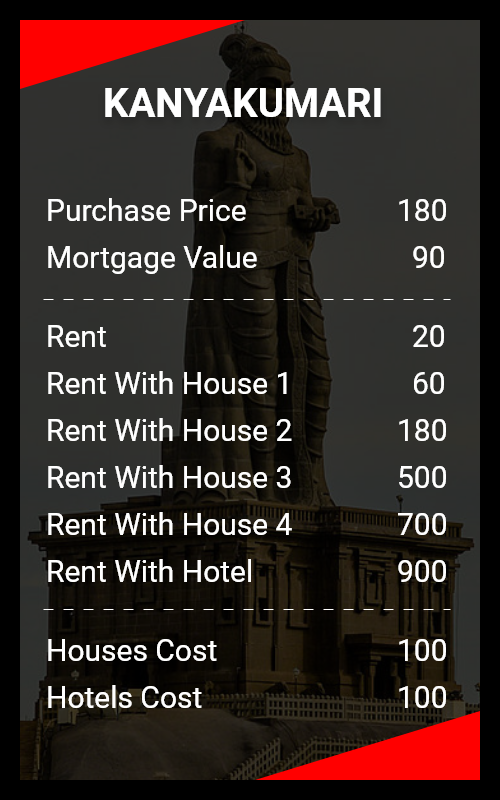 KANYAKUMARI
Purchase Price 180
Mortgage Value 90
Rent 20
Rent With House 1 60
Rent With House 2 180
Rent With House 3 500
Rent With House 4 700
Rent With Hotel 900
Houses Cost 100
Hotels Cost 100